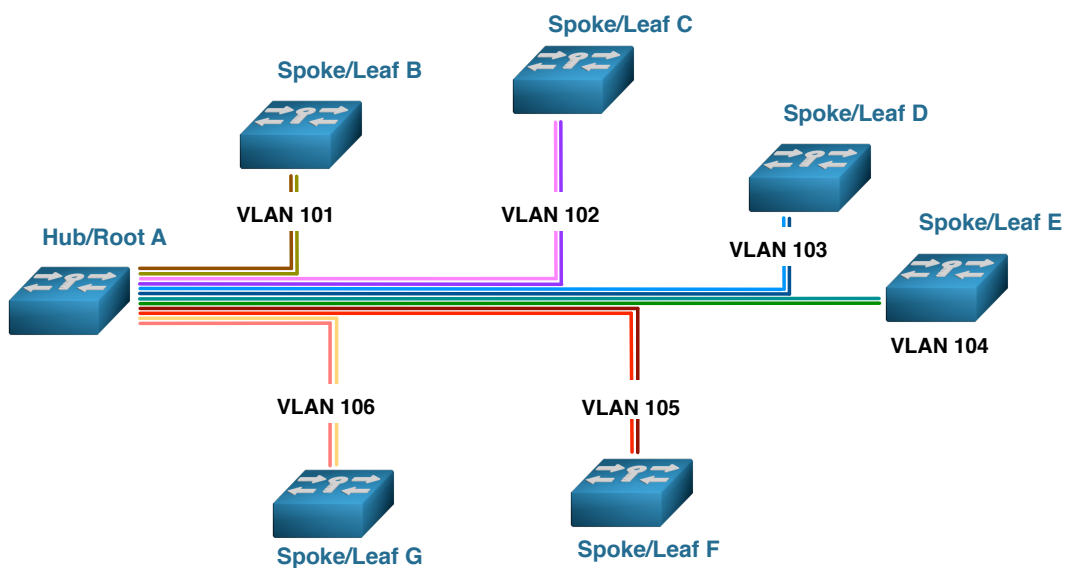 Spoke/Leaf C
Spoke/Leaf B
Spoke/Leaf D
VLAN 101
VLAN 102
Hub/Root A
Spoke/Leaf E
VLAN 103
VLAN 104
VLAN 106
VLAN 105
Spoke/Leaf F
Spoke/Leaf G